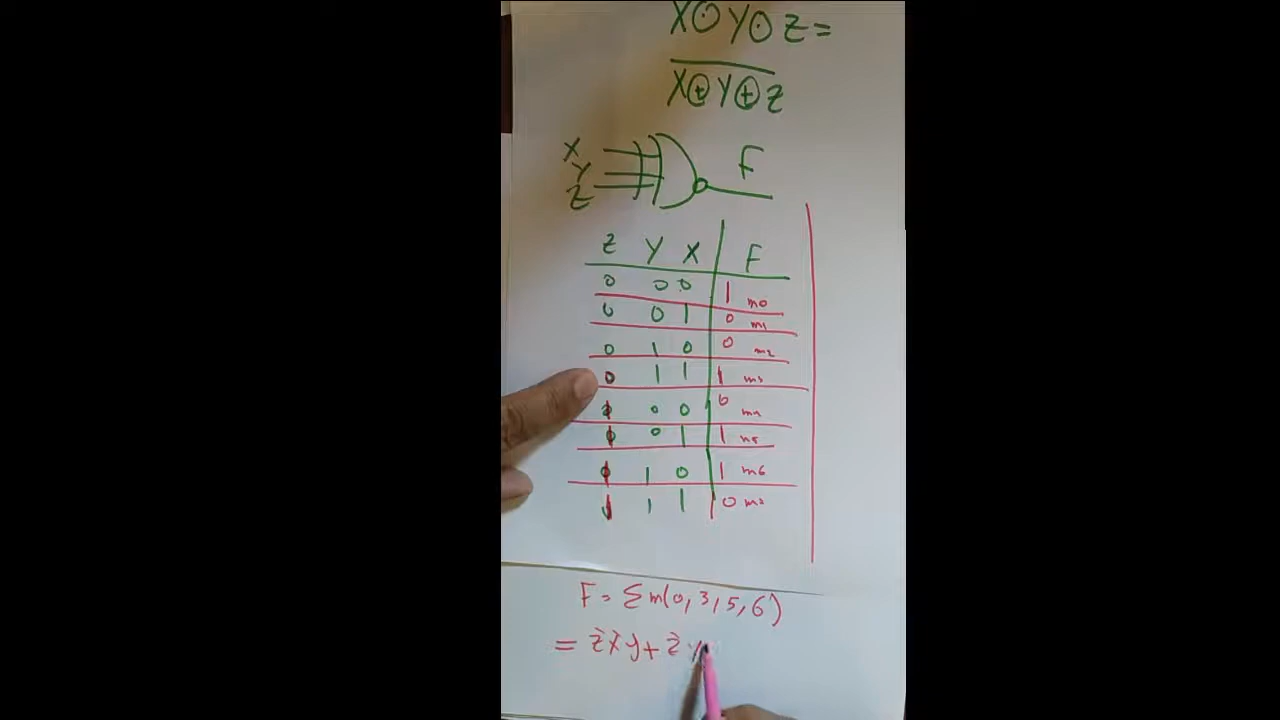 X⊙Y⊙Z=
X̅⊕̅Y̅⊕̅Z̅
X
Y
Z
F
Z Y X F
0 0 0 1 m0
0 0 1 0 m1
0 1 0 0 m2
0 1 1 1 m3
1 0 0 0 m4
1 0 1 1 m5
1 1 0 1 m6
1 1 1 0
F = Σm(0,3,5,6)
= z̄x̄y + z̄y